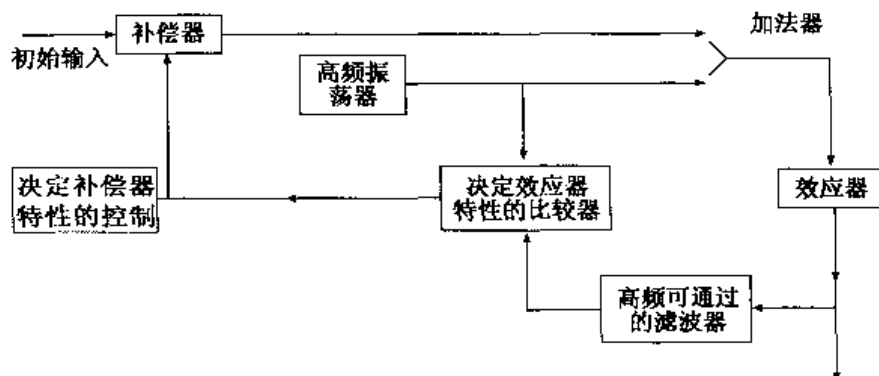 补偿器
加法器
初始输入
高频振
荡器
决定补偿器
特性的控制
决定效应器
特性的比较器
效应器
高频可通过
的滤波器